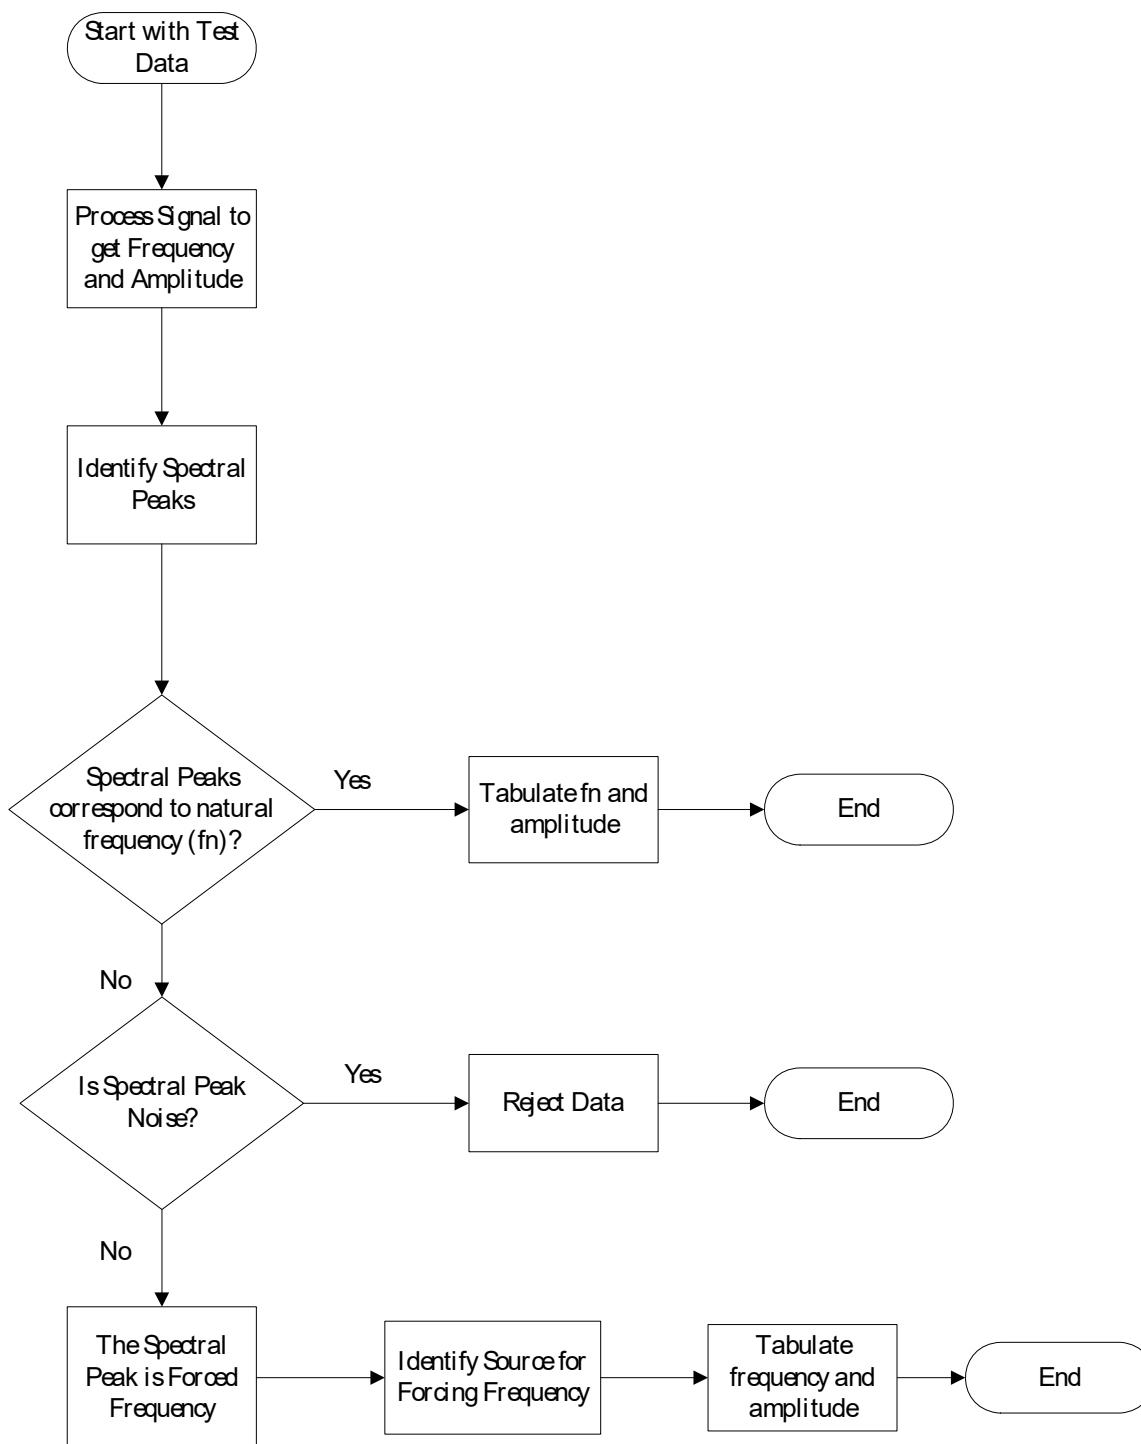 Start with Test
Data
Process Signal to
get Frequency
and Amplitude
Identify Spectral
Peaks
Spectral Peaks
correspond to natural
frequency (fn)?
Yes
Tabulate fn and
amplitude
End
No
Is Spectral Peak
Noise?
Yes
Reject Data
End
No
The Spectral
Peak is Forced
Frequency
Identify Source for
Forcing Frequency
Tabulate
frequency and
amplitude
End